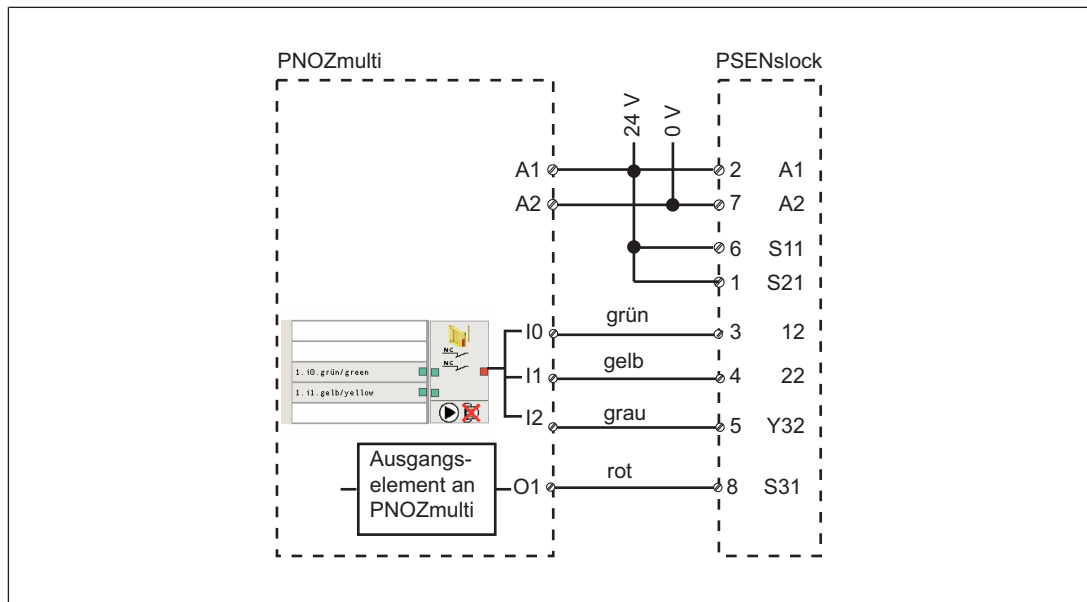 PNOZmulti
PSENslock
24 V
0 V
A1
2 A1
A2
7 A2
6 S11
1 S21
grün
I0
3 12
N.C.
N.C.
1.i0.grün/green
gelb
I1
4 22
1.i1.gelb/yellow
grau
I2
5 Y32
Ausgangs-
element an
PNOZmulti
rot
O1
8 S31